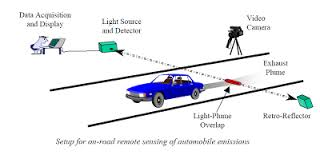 Data Acquisition
and Display
Light Source
and Detector
Video
Camera
Exhaust
Plume
Light-Plume
Overlap
Retro-Reflector
Setup for on-road remote sensing of automobile emissions